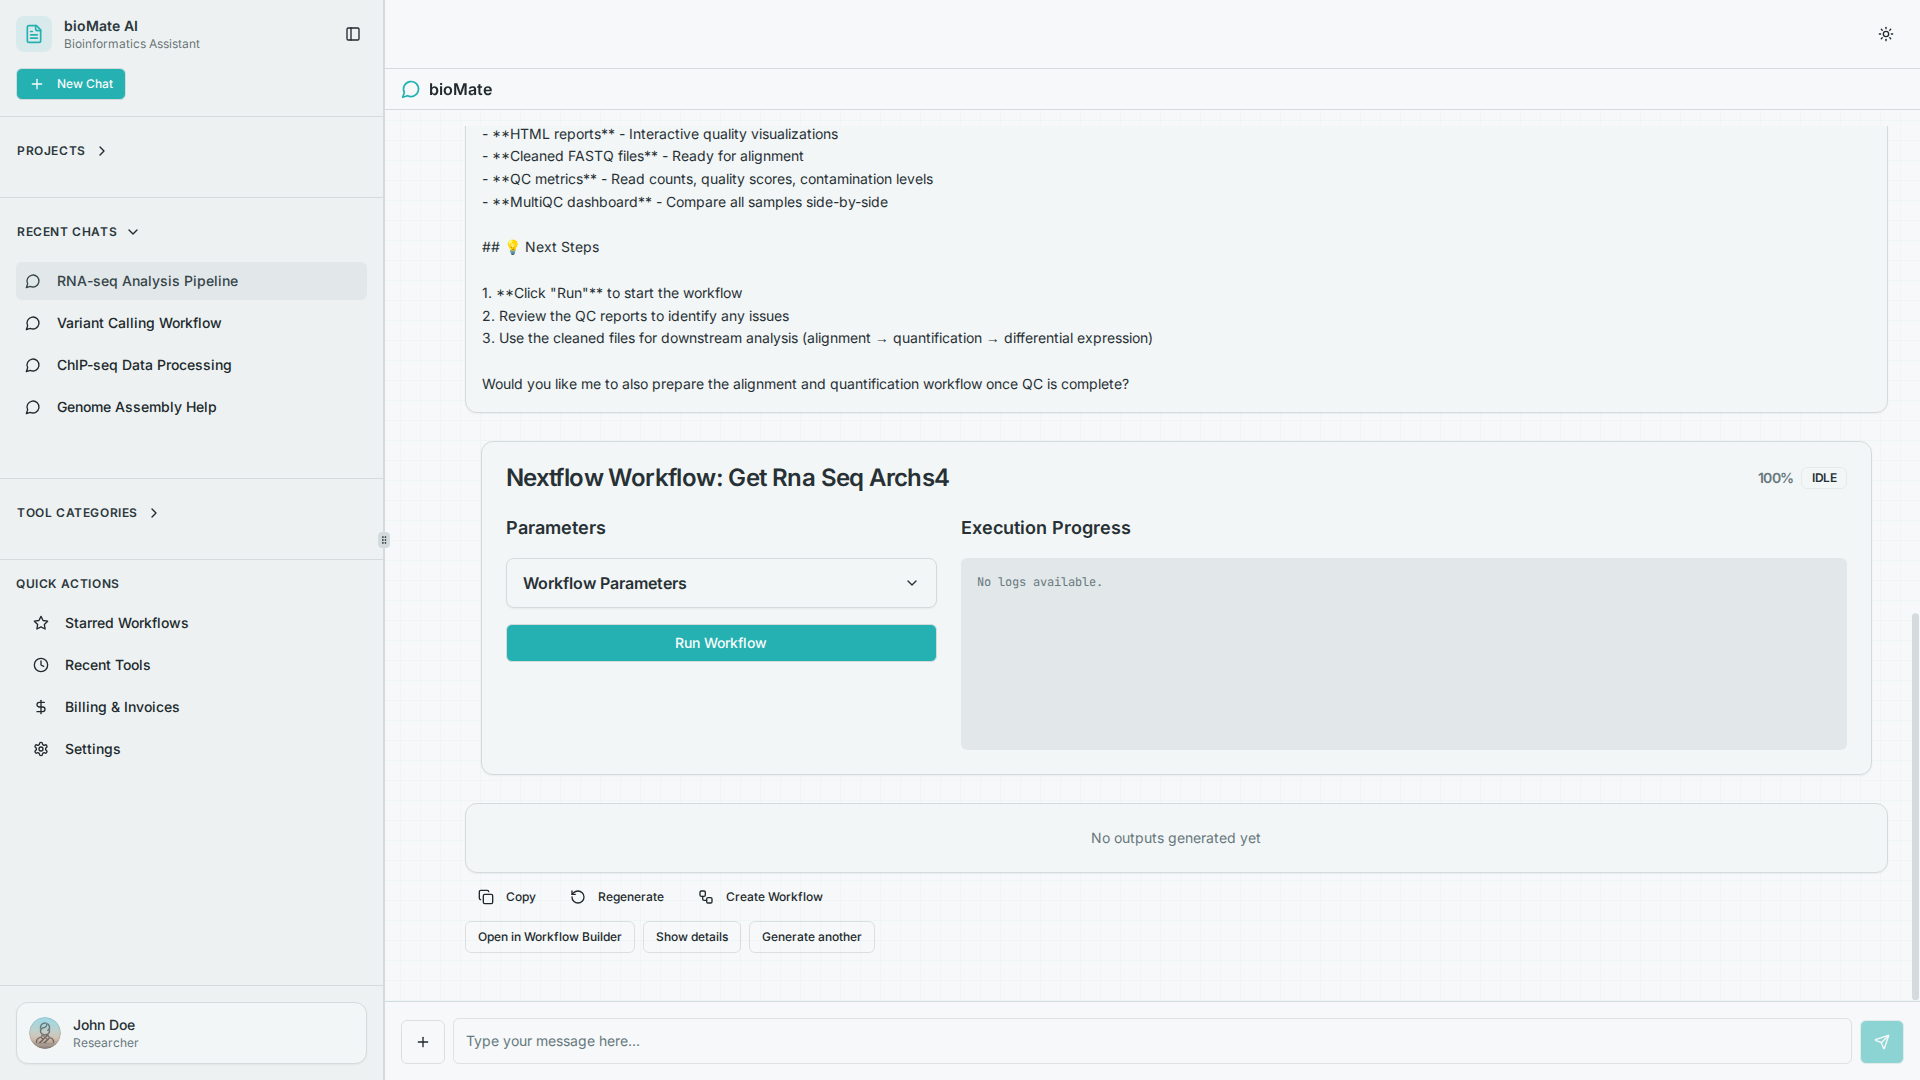 bioMate AI
Bioinformatics Assistant
New Chat
PROJECTS
RECENT CHATS
RNA-seq Analysis Pipeline
Variant Calling Workflow
ChIP-seq Data Processing
Genome Assembly Help
TOOL CATEGORIES
QUICK ACTIONS
Starred Workflows
Recent Tools
Billing & Invoices
Settings
John Doe
Researcher
bioMate
- **HTML reports** - Interactive quality visualizations
- **Cleaned FASTQ files** - Ready for alignment
- **QC metrics** - Read counts, quality scores, contamination levels
- **MultiQC dashboard** - Compare all samples side-by-side
## 💡 Next Steps
1. **Click "Run"** to start the workflow
2. Review the QC reports to identify any issues
3. Use the cleaned files for downstream analysis (alignment → quantification → differential expression)
Would you like me to also prepare the alignment and quantification workflow once QC is complete?
Nextflow Workflow: Get Rna Seq Archs4
100% IDLE
Parameters
Workflow Parameters
Run Workflow
Execution Progress
No logs available.
No outputs generated yet
Copy Regenerate Create Workflow
Open in Workflow Builder Show details Generate another
Type your message here...